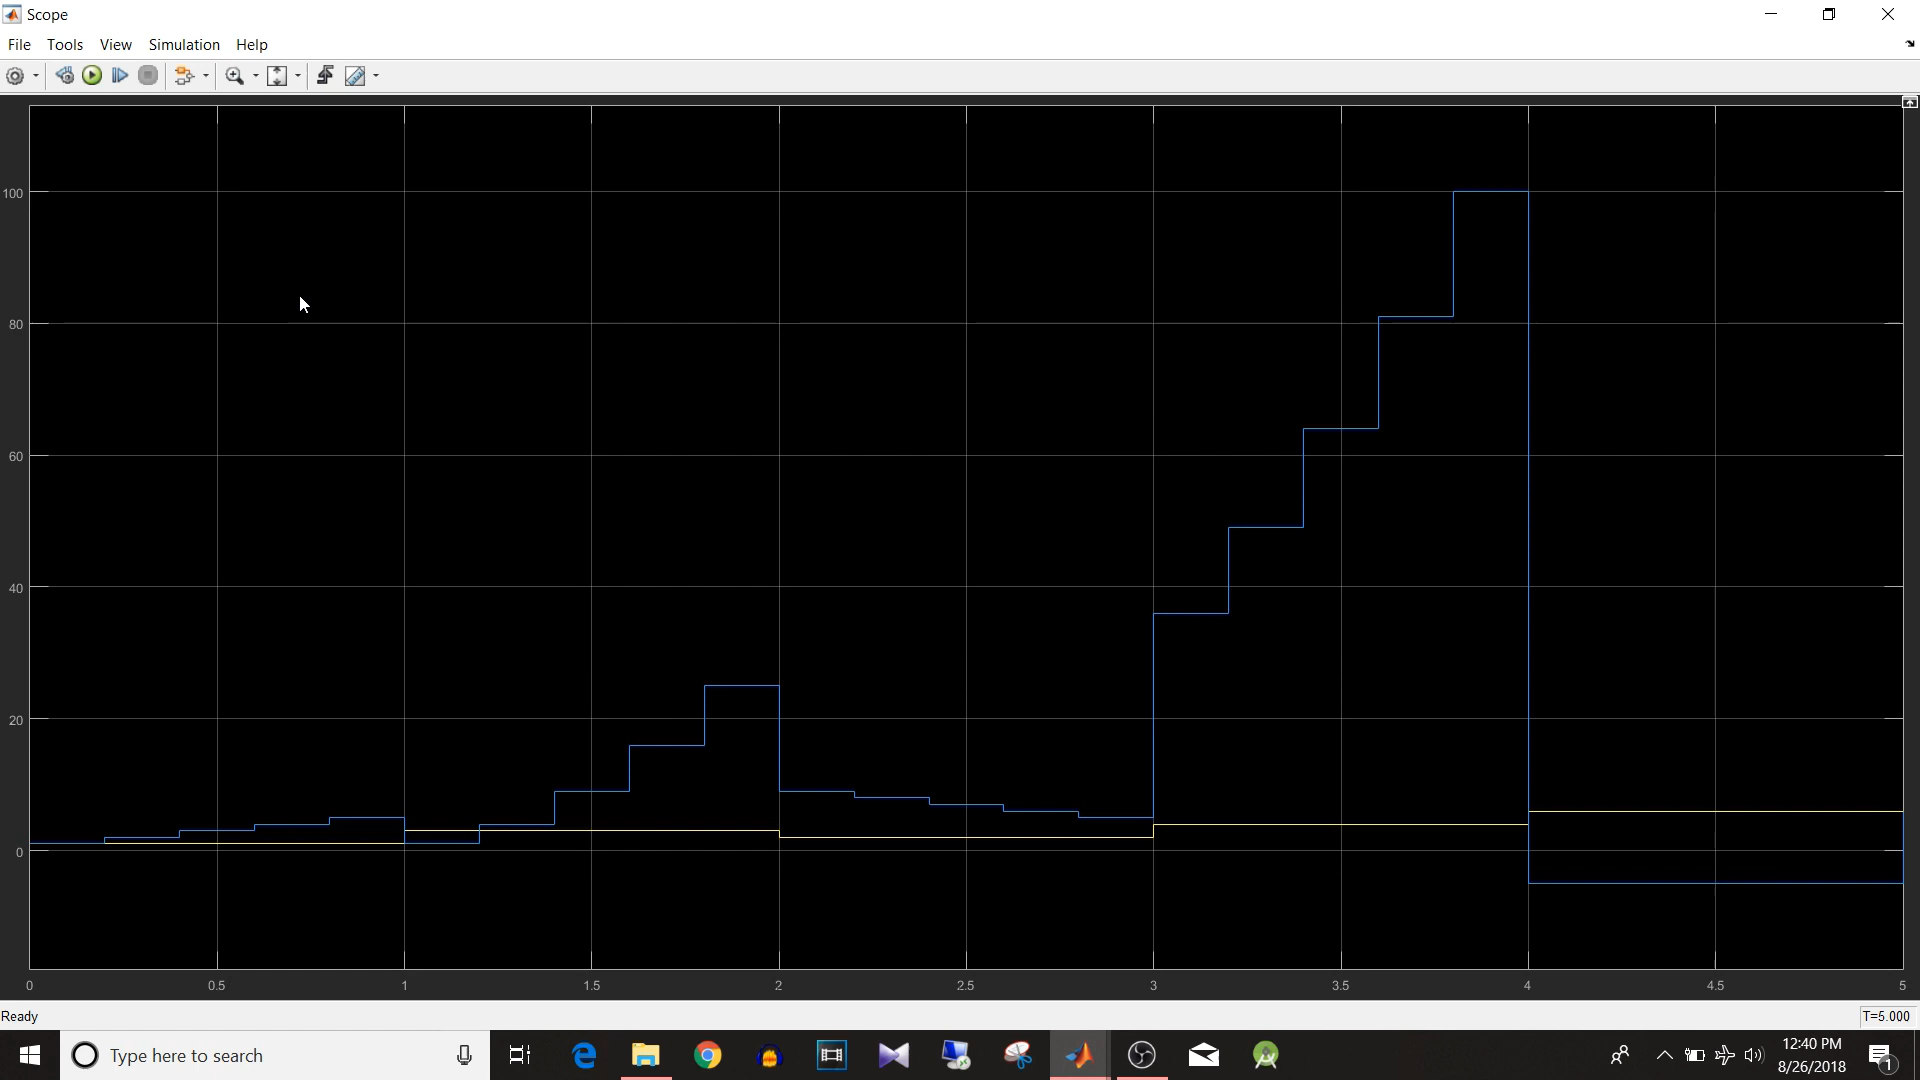 Scope
File Tools View Simulation Help
100
80
60
40
20
0
0 0.5 1 1.5 2 2.5 3 3.5 4 4.5 5
Ready T=5.000
Type here to search
12:40 PM
8/26/2018
1